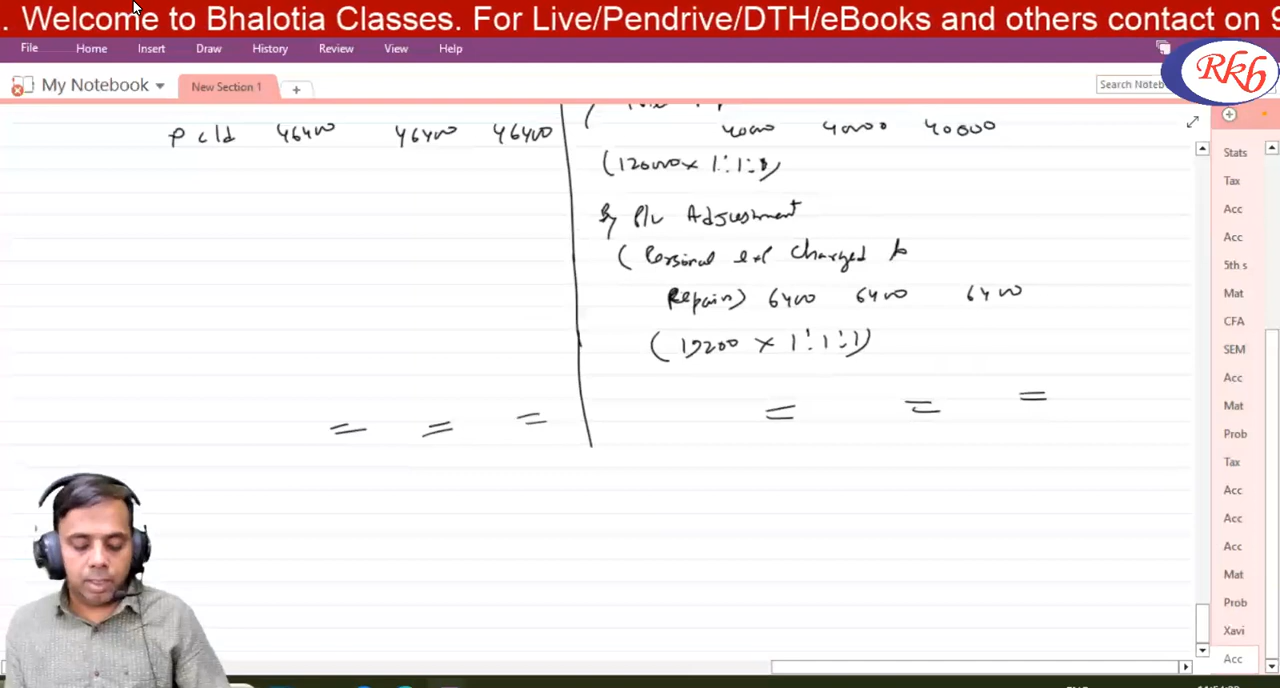 . Welcome to Bhalotia Classes. For Live/Pendrive/DTH/eBooks and others contact on 9
File Home Insert Draw History Review View Help
Rkb
My Notebook
New Section 1
+
Search Noteb
40000 40000 40000
c/d 46400 46400 46400
(120000 x 1:1:1)
By P/L Adjustment
(Personal exp charged to
Repairs) 6400 6400 6400
(19200 x 1:1:1)
= = =
= = =
Stats
Tax
Acc
Acc
5th s
Mat
CFA
SEM
Acc
Mat
Prob
Tax
Acc
Acc
Acc
Mat
Prob
Xavi
Acc